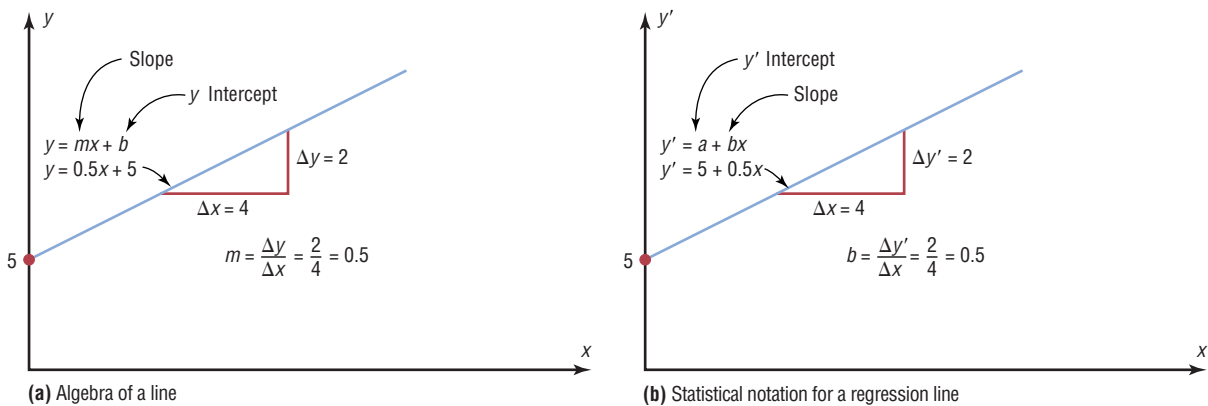 y
Slope
y Intercept
y = mx + b
y = 0.5x + 5
Δy = 2
Δx = 4
m = Δy/Δx = 2/4 = 0.5
5
x
(a) Algebra of a line
y′
y′ Intercept
Slope
y′ = a + bx
y′ = 5 + 0.5x
Δy′ = 2
Δx = 4
b = Δy′/Δx = 2/4 = 0.5
5
x
(b) Statistical notation for a regression line